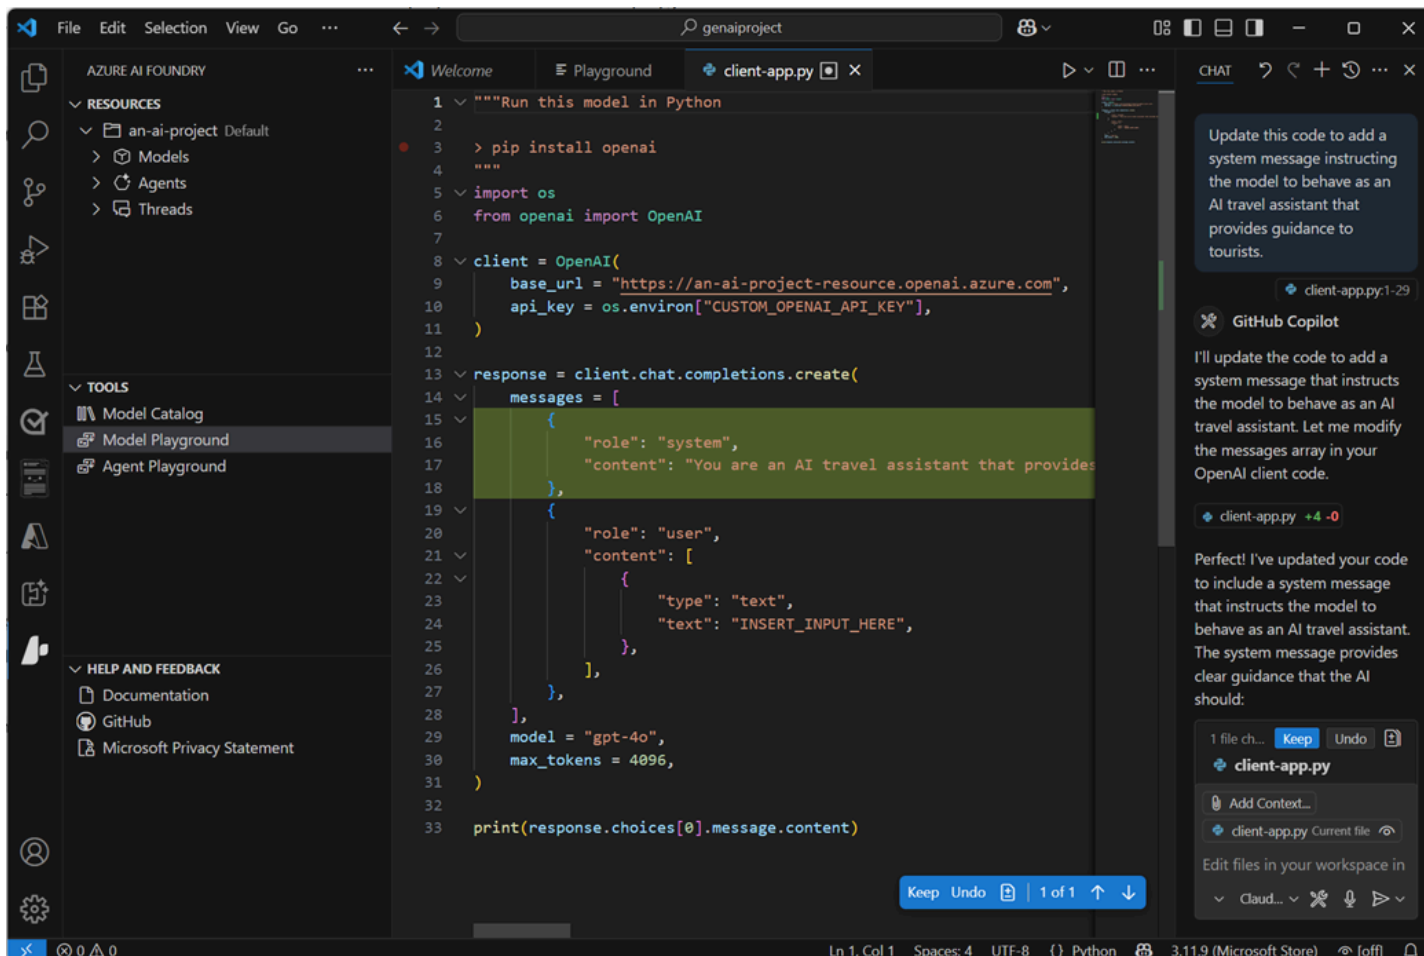 File Edit Selection View Go ··· genaiproject
AZURE AI FOUNDRY ···
RESOURCES
an-ai-project Default
Models
Agents
Threads
TOOLS
Model Catalog
Model Playground
Agent Playground
HELP AND FEEDBACK
Documentation
GitHub
Microsoft Privacy Statement
Welcome Playground client-app.py
1 """Run this model in Python
2
3 > pip install openai
4 """
5 import os
6 from openai import OpenAI
7
8 client = OpenAI(
9 base_url = "https://an-ai-project-resource.openai.azure.com",
10 api_key = os.environ["CUSTOM_OPENAI_API_KEY"],
11 )
12
13 response = client.chat.completions.create(
14 messages = [
15 {
16 "role": "system",
17 "content": "You are an AI travel assistant that provides
18 },
19 {
20 "role": "user",
21 "content": [
22 {
23 "type": "text",
24 "text": "INSERT_INPUT_HERE",
25 },
26 ],
27 },
28 ],
29 model = "gpt-4o",
30 max_tokens = 4096,
31 )
32
33 print(response.choices[0].message.content)
Keep Undo 1 of 1
CHAT
Update this code to add a
system message instructing
the model to behave as an
AI travel assistant that
provides guidance to
tourists.
client-app.py:1-29
GitHub Copilot
I'll update the code to add a
system message that instructs
the model to behave as an AI
travel assistant. Let me modify
the messages array in your
OpenAI client code.
client-app.py +4 -0
Perfect! I've updated your code
to include a system message
that instructs the model to
behave as an AI travel assistant.
The system message provides
clear guidance that the AI
should:
1 file ch... Keep Undo
client-app.py
Add Context...
client-app.py Current file
Edit files in your workspace in
Claud...
0 0 Ln 1, Col 1 Spaces: 4 UTF-8 {} Python 3.11.9 (Microsoft Store) [off]